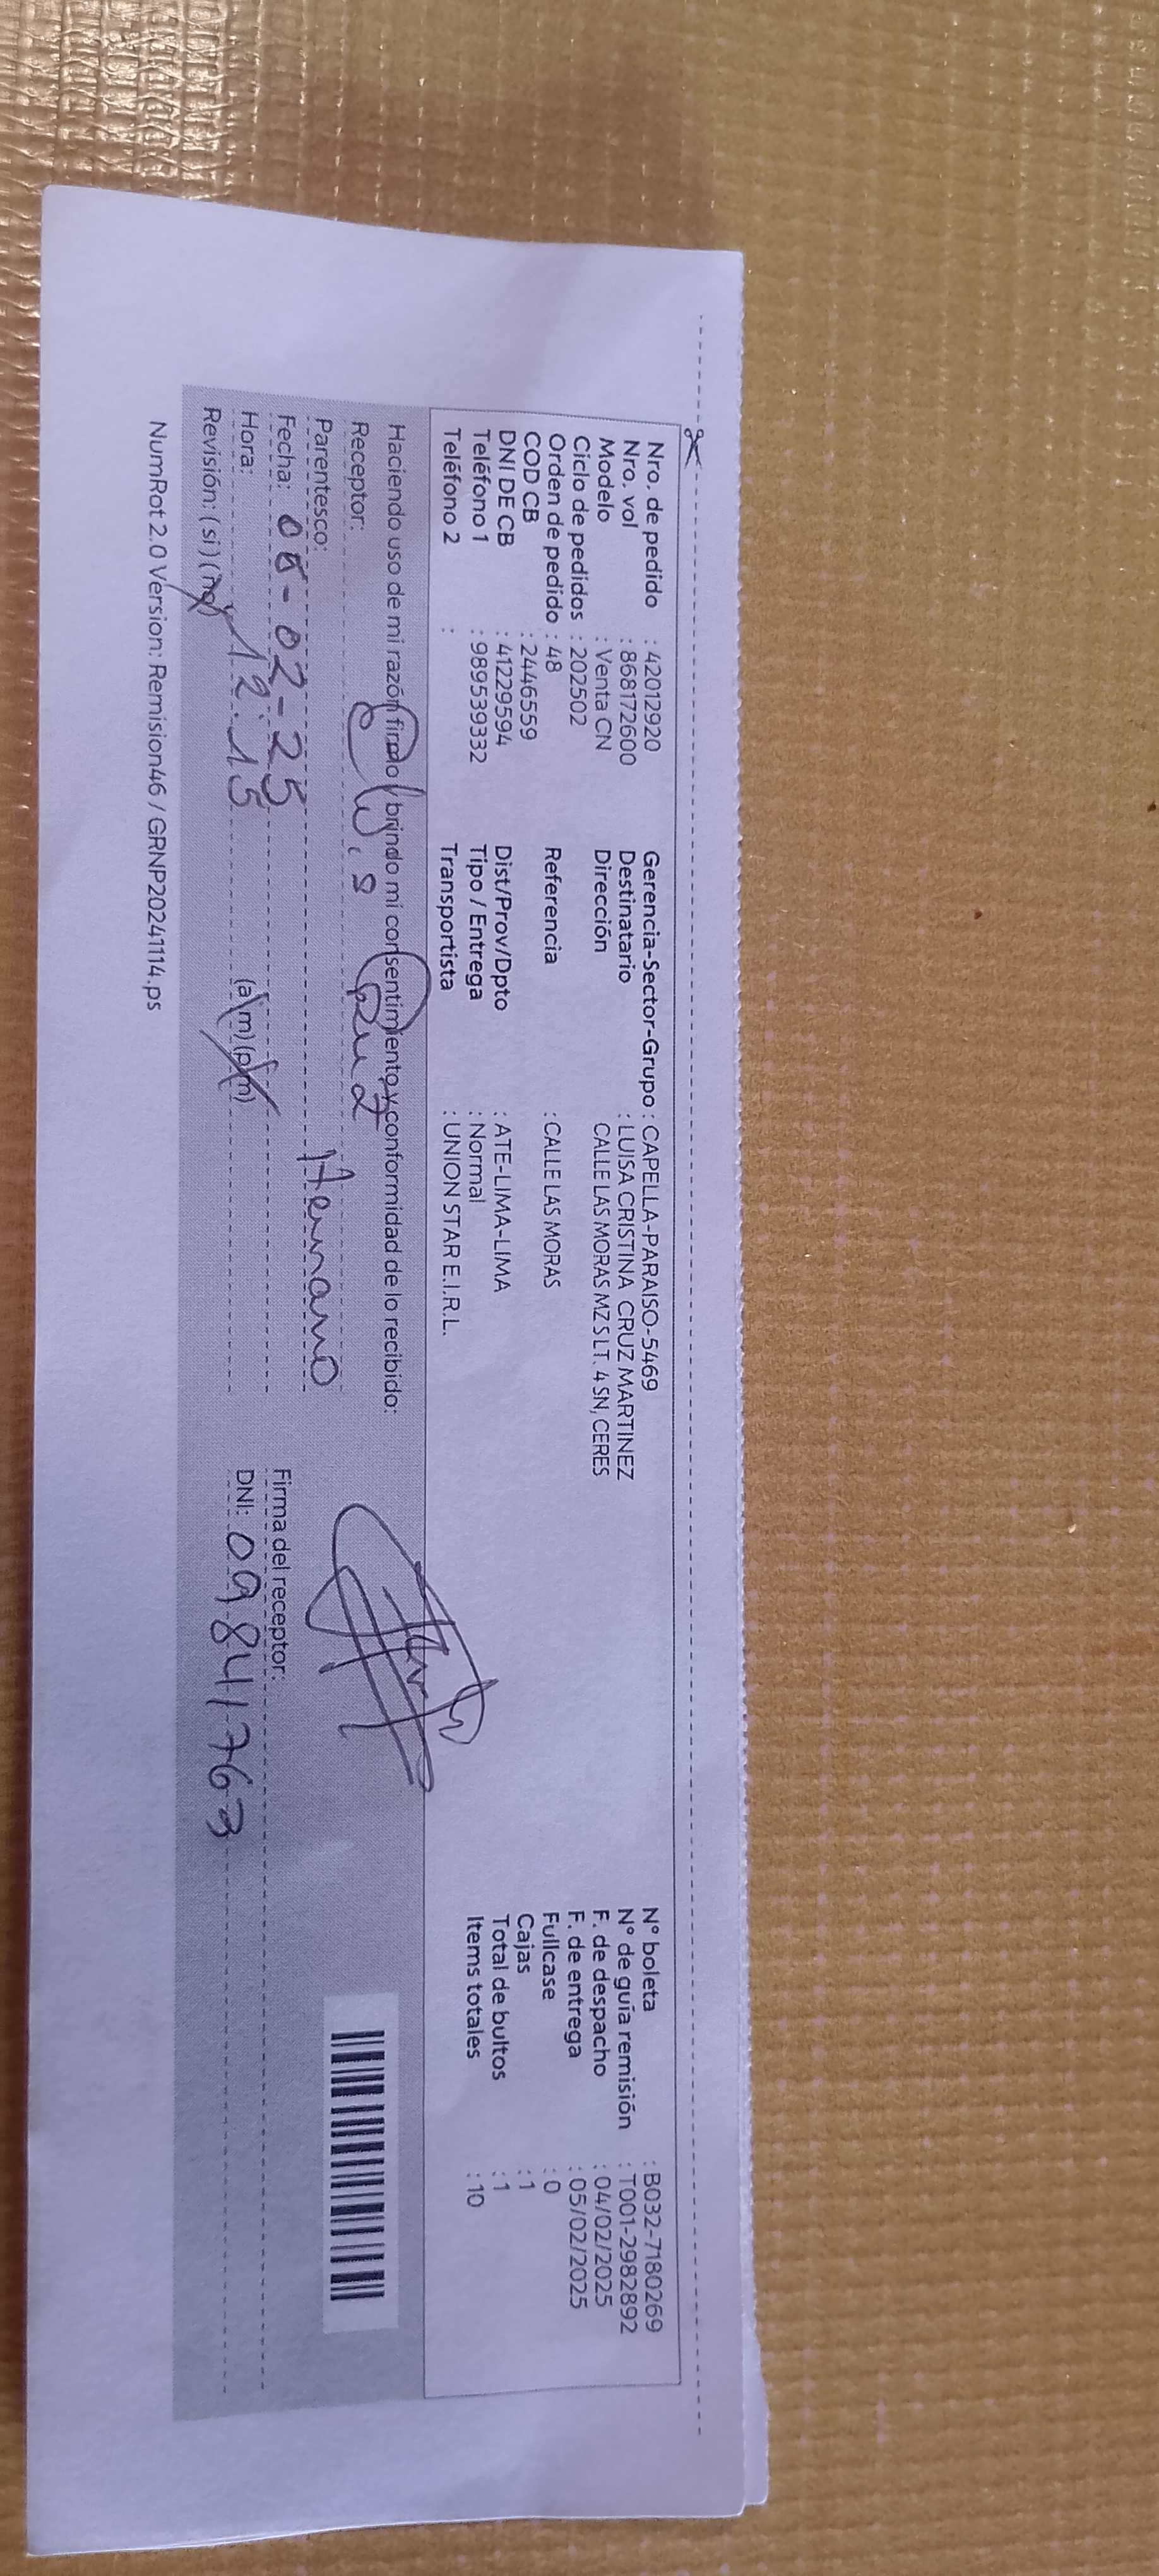 Nro. de pedido : 42012920
Nro. vol : 868172600
Modelo : Venta CN
Ciclo de pedidos : 202502
Orden de pedido : 48
COD CB : 2446559
DNI DE CB : 41229594
Teléfono 1 : 989539332
Teléfono 2 :
Gerencia-Sector-Grupo : CAPELLA-PARAISO-5469
Destinatario : LUISA CRISTINA CRUZ MARTINEZ
Dirección CALLE LAS MORAS MZ S LT. 4 SN, CERES
Referencia : CALLE LAS MORAS
Dist/Prov/Dpto : ATE-LIMA-LIMA
Tipo / Entrega : Normal
Transportista : UNION STAR E.I.R.L.
N° boleta : B032-7180269
N° de guía remisión : T001-2982892
F. de despacho : 04/02/2025
F. de entrega : 05/02/2025
Fullcase : 0
Cajas : 1
Total de bultos : 1
Items totales : 10
Haciendo uso de mi razón firmo y brindo mi consentimiento y conformidad de lo recibido:
Receptor:
Parentesco: Hermano
Fecha: 05-02-25
Hora: 12:15 (a m) (p m)
Revisión: (si) (no)
Firma del receptor:
DNI: 09841763
NumRot 2.0 Version: Remision46 / GRNP20241114.ps